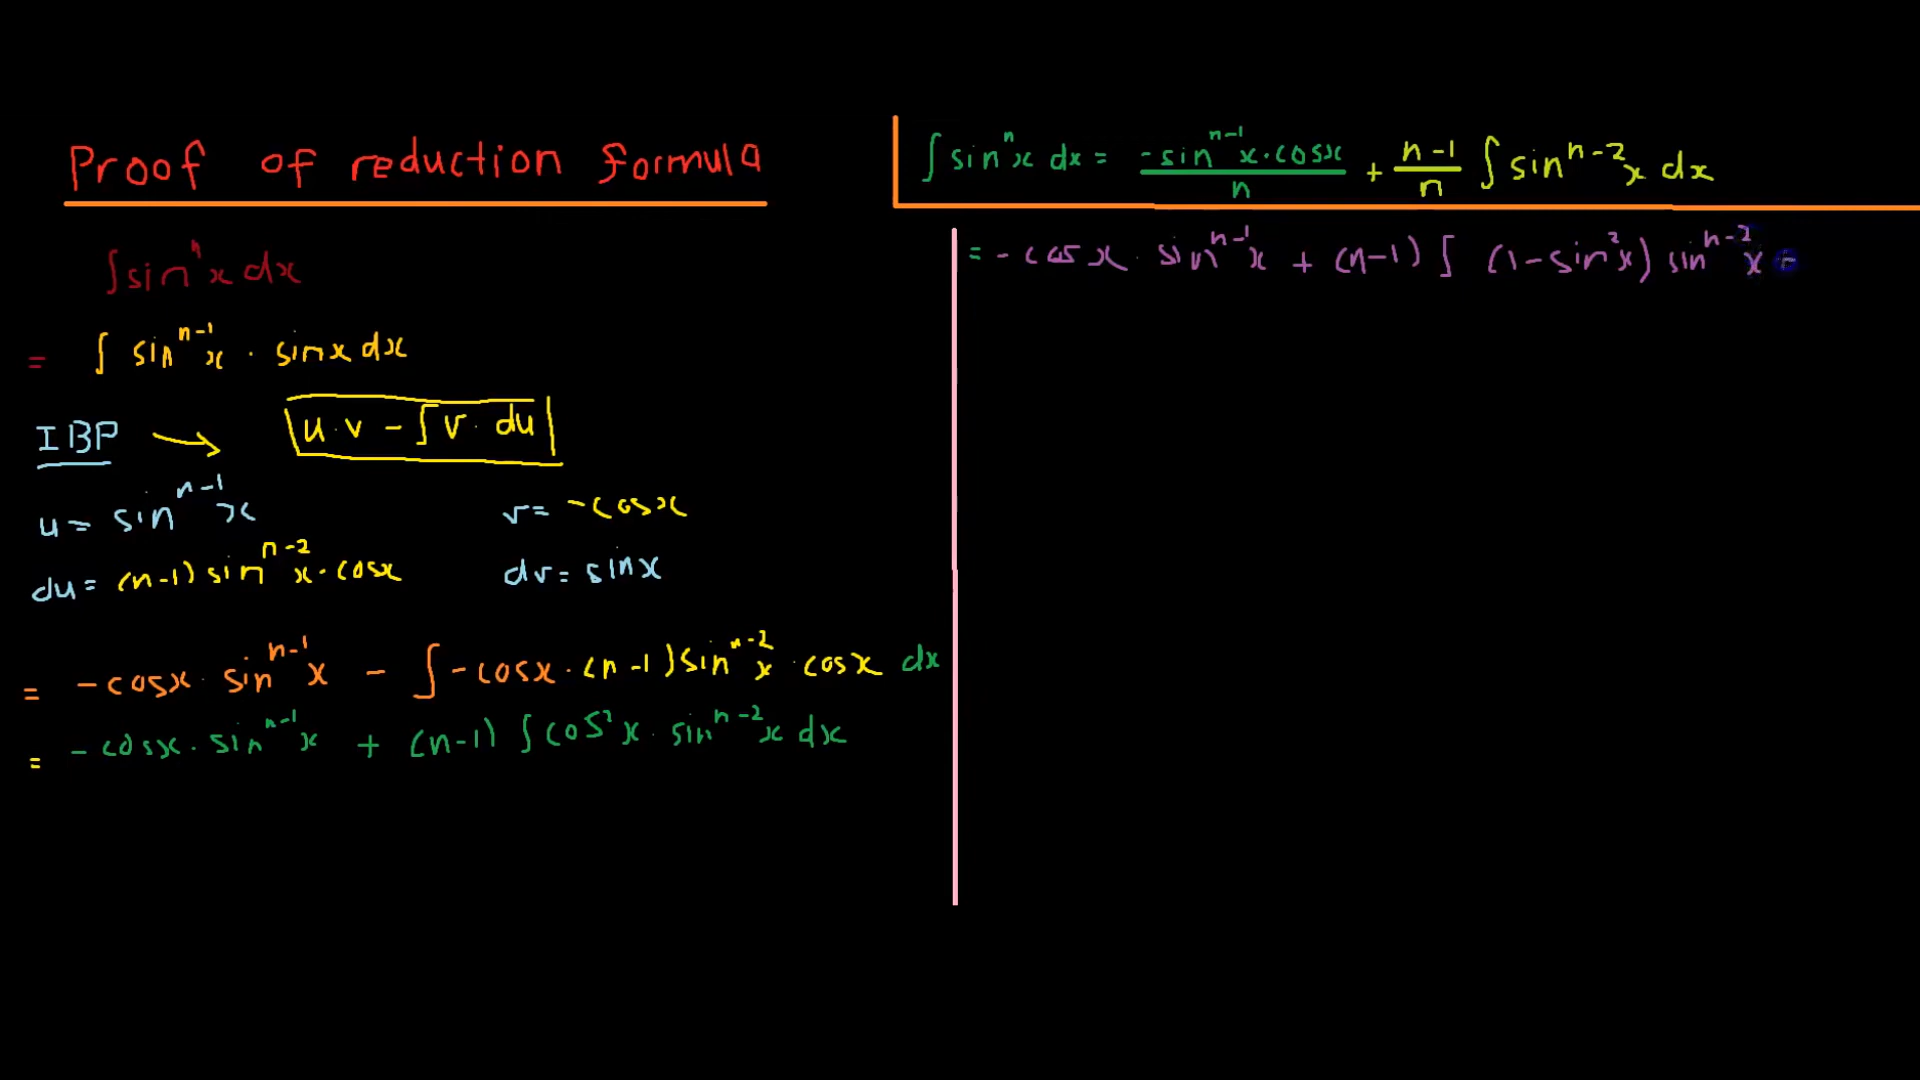 Proof of reduction formula
∫sinⁿx dx
= ∫ sinⁿ⁻¹x · sinx dx
IBP → u·v - ∫v·du
u = sinⁿ⁻¹x v = -cosx
du = (n-1) sinⁿ⁻²x · cosx dv = sinx
= -cosx · sinⁿ⁻¹x - ∫-cosx · (n-1)sinⁿ⁻²x · cosx dx
= -cosx · sinⁿ⁻¹x + (n-1) ∫cos²x · sinⁿ⁻²x dx
∫sinⁿx dx = -sinⁿ⁻¹x·cosx / n + n-1 / n ∫sinⁿ⁻²x dx
= -cosx · sinⁿ⁻¹x + (n-1) ∫ (1-sin²x) sinⁿ⁻²x